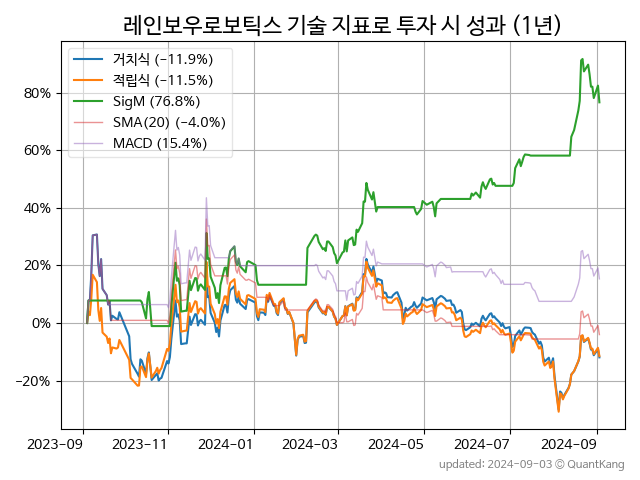 레인보우로보틱스 기술 지표로 투자 시 성과 (1년)
거치식 (−11.9%)
적립식 (−11.5%)
SigM (76.8%)
SMA(20) (−4.0%)
MACD (15.4%)
80%
60%
40%
20%
0%
−20%
2023−09 2023−11 2024−01 2024−03 2024−05 2024−07 2024−09
updated: 2024−09−03 © QuantKang